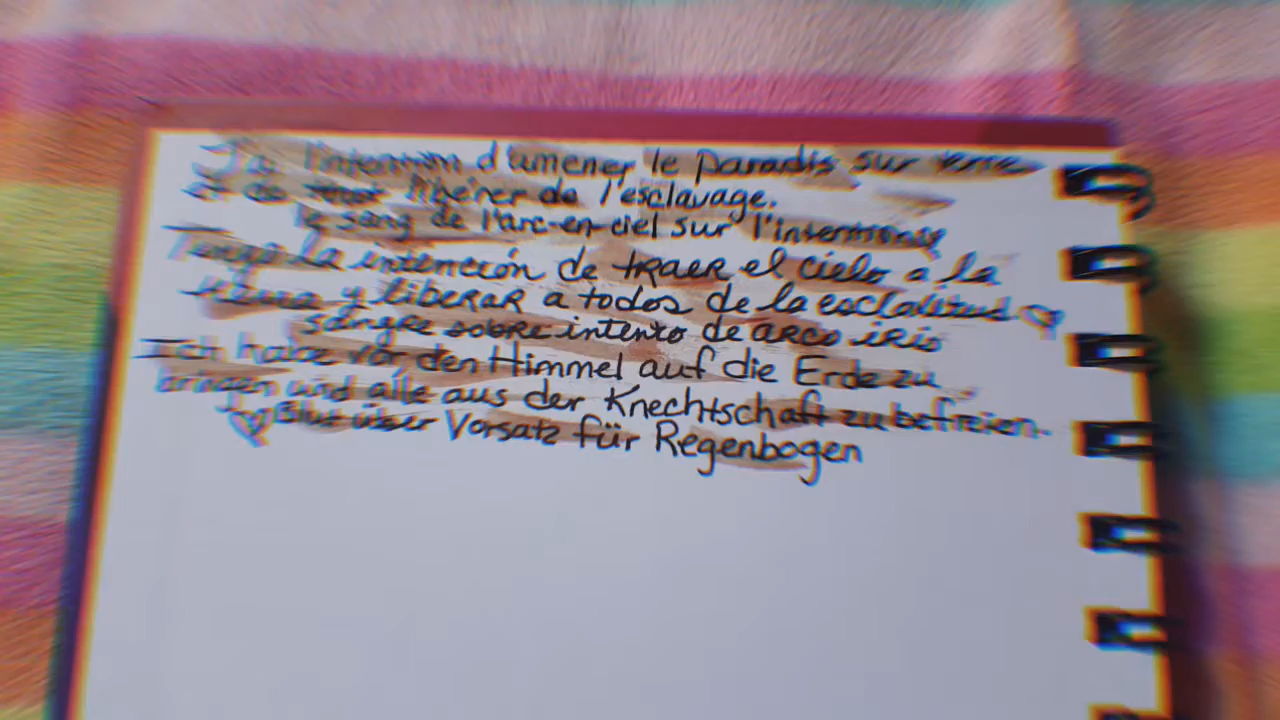 J'ai l'intention d'amener le paradis sur terre
et de tout libérer de l'esclavage.
le sang de l'arc-en-ciel sur l'intentions
Tengo la intención de traer el cielo a la
tierra y liberar a todos de la esclalitud
sangre sobre intento de arco iris
Ich habe vor den Himmel auf die Erde zu
bringen und alle aus der Knechtschaft zu befreien.
Blut über Vorsatz für Regenbogen